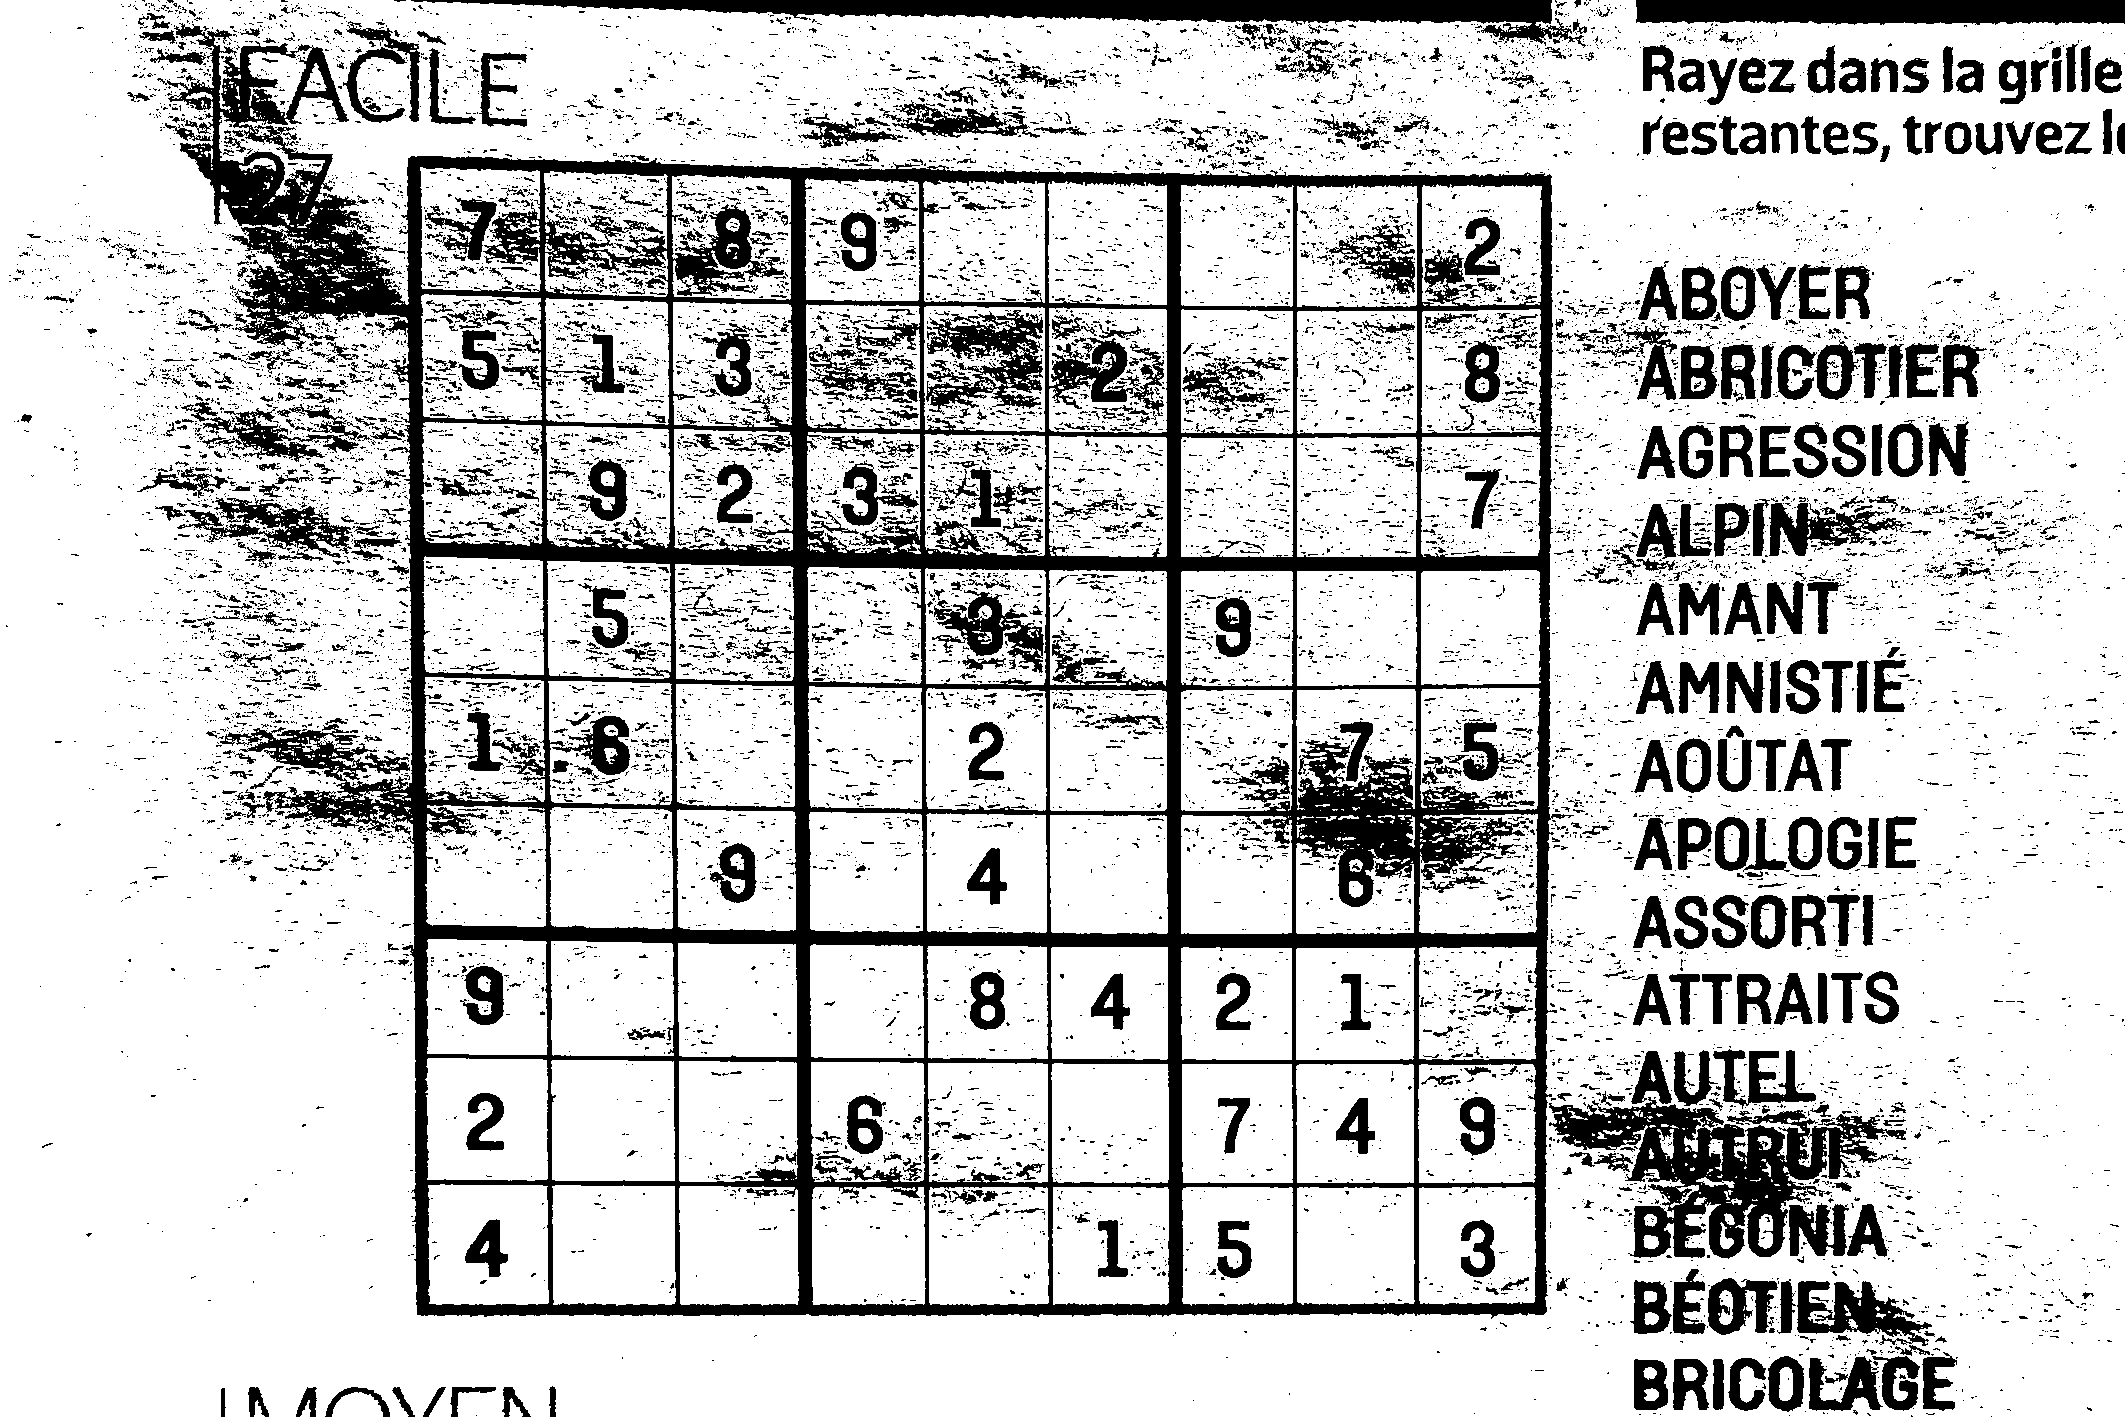 FACILE
27
7 8 9 2
5 1 3 2 8
9 2 3 1 7
5 3 9
1 6 2 7 5
9 4 6
9 8 4 2 1
2 6 7 4 9
4 1 5 3
MOYEN
Rayez dans la grille
restantes, trouvez
ABOYER
ABRICOTIER
AGRESSION
ALPIN
AMANT
AMNISTIÉ
AOÛTAT
APOLOGIE
ASSORTI
ATTRAITS
AUTEL
AUTRUI
BÉGONIA
BÉOTIEN
BRICOLAGE